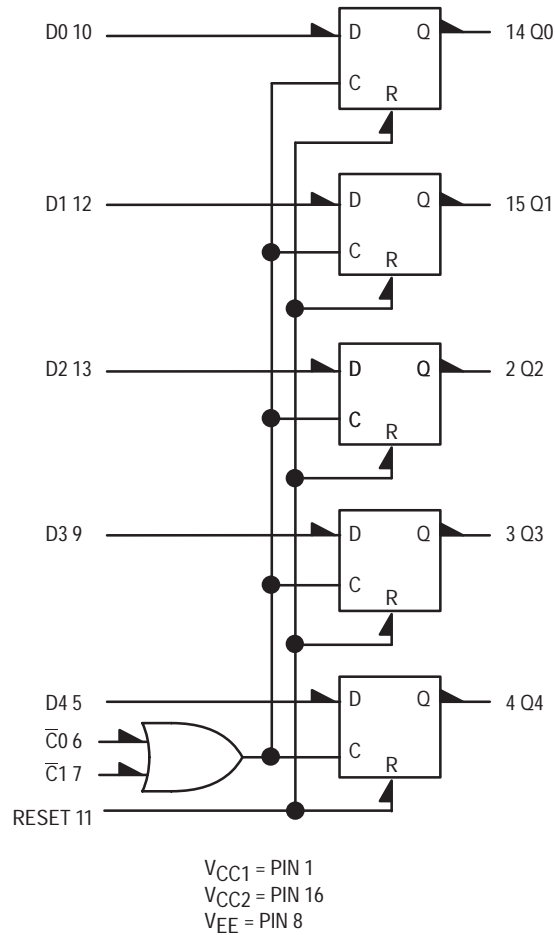 D0 10 D Q 14 Q0
C
R
D1 12 D Q 15 Q1
C
R
D2 13 D Q 2 Q2
C
R
D3 9 D Q 3 Q3
C
R
D4 5 D Q 4 Q4
C̅0 6
C
C̅1 7
R
RESET 11
VCC1 = PIN 1
VCC2 = PIN 16
VEE = PIN 8